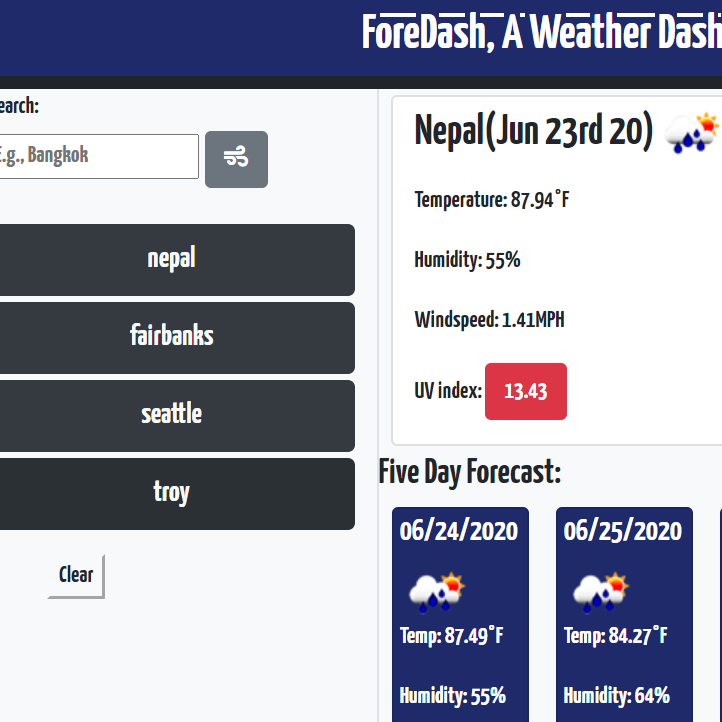 ForeDash, A Weather Dash
earch:
E.g., Bangkok
nepal
fairbanks
seattle
troy
Clear
Nepal(Jun 23rd 20)
Temperature: 87.94°F
Humidity: 55%
Windspeed: 1.41MPH
UV index: 13.43
Five Day Forecast:
06/24/2020
Temp: 87.49°F
Humidity: 55%
06/25/2020
Temp: 84.27°F
Humidity: 64%